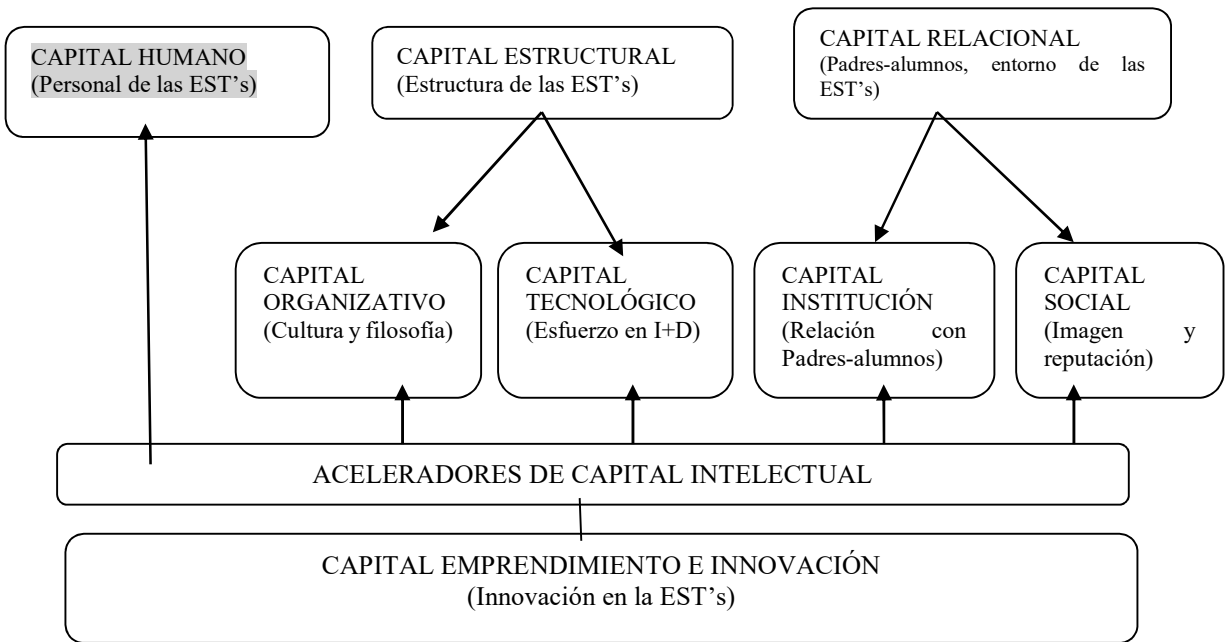 CAPITAL HUMANO
(Personal de las EST’s)
CAPITAL ESTRUCTURAL
(Estructura de las EST’s)
CAPITAL RELACIONAL
(Padres-alumnos, entorno de las
EST’s)
CAPITAL
ORGANIZATIVO
(Cultura y filosofía)
CAPITAL
TECNOLÓGICO
(Esfuerzo en I+D)
CAPITAL
INSTITUCIÓN
(Relación con
Padres-alumnos)
CAPITAL
SOCIAL
(Imagen y
reputación)
ACELERADORES DE CAPITAL INTELECTUAL
CAPITAL EMPRENDIMIENTO E INNOVACIÓN
(Innovación en la EST’s)